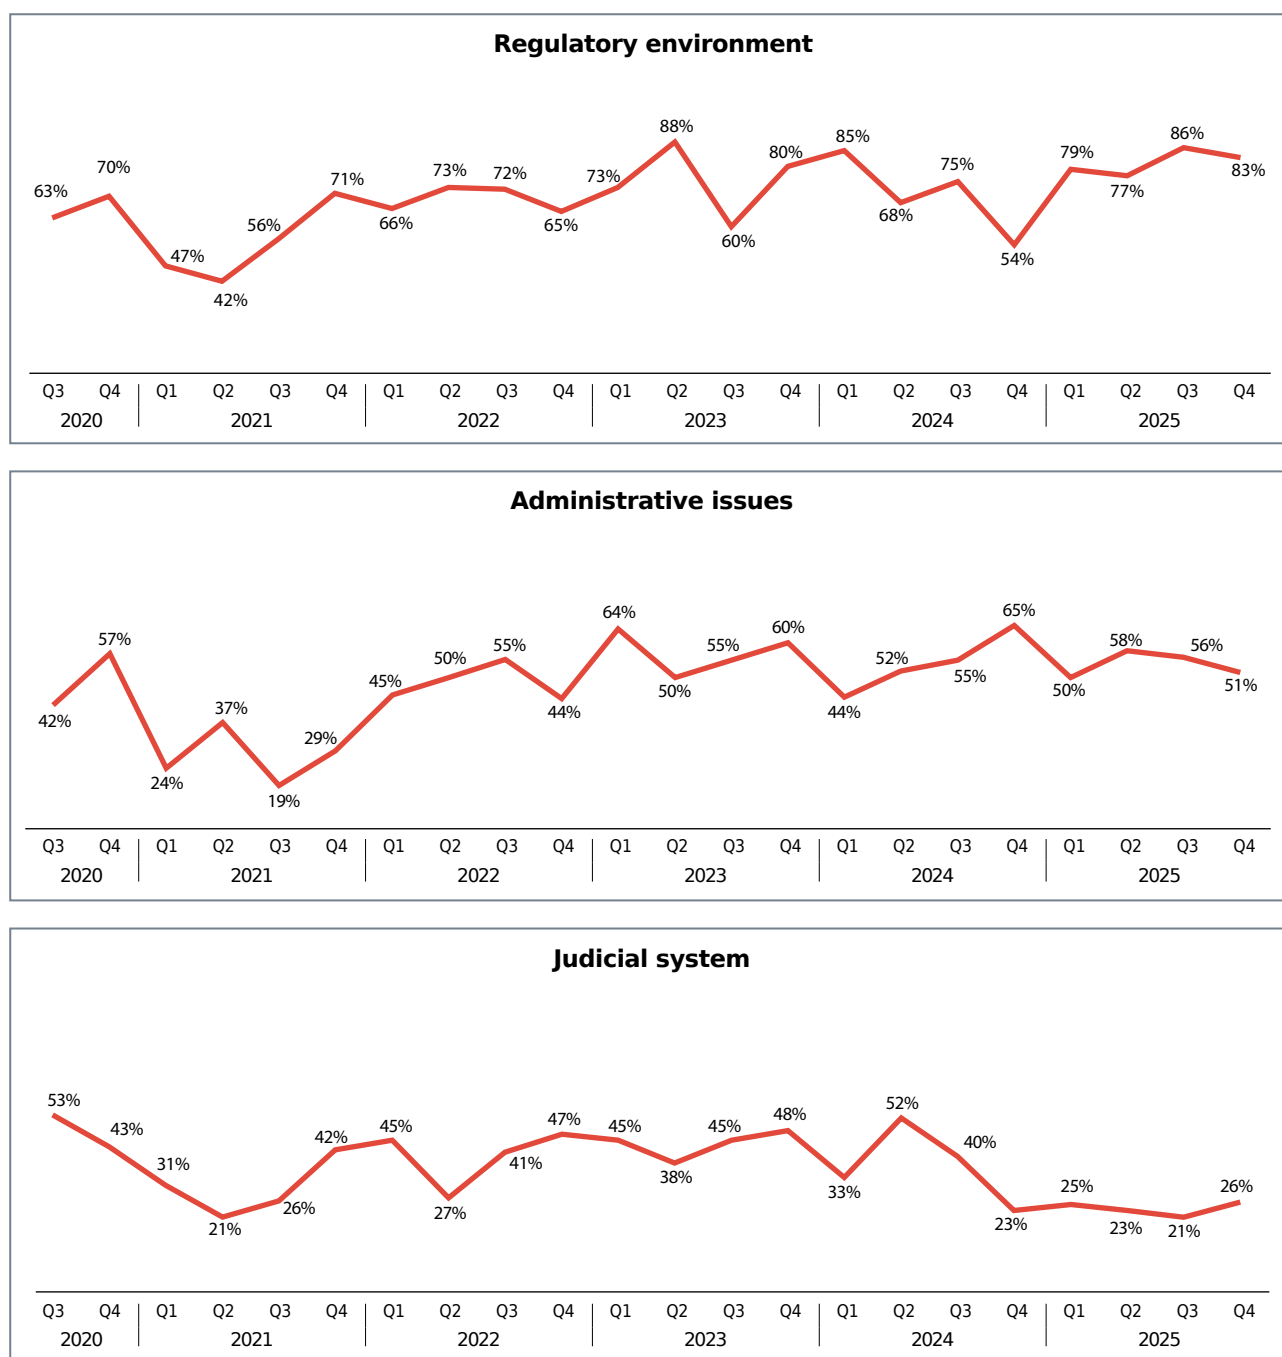 Regulatory environment
63% 70% 47% 42% 56% 71% 66% 73% 72% 65% 73% 88% 60% 80% 85% 68% 75% 54% 79% 77% 86% 83%
Q3 Q4 Q1 Q2 Q3 Q4 Q1 Q2 Q3 Q4 Q1 Q2 Q3 Q4 Q1 Q2 Q3 Q4 Q1 Q2 Q3 Q4
2020 2021 2022 2023 2024 2025
Administrative issues
42% 57% 24% 37% 19% 29% 45% 50% 55% 44% 64% 50% 55% 60% 44% 52% 55% 65% 50% 58% 56% 51%
Q3 Q4 Q1 Q2 Q3 Q4 Q1 Q2 Q3 Q4 Q1 Q2 Q3 Q4 Q1 Q2 Q3 Q4 Q1 Q2 Q3 Q4
2020 2021 2022 2023 2024 2025
Judicial system
53% 43% 31% 21% 26% 42% 45% 27% 41% 47% 45% 38% 45% 48% 33% 52% 40% 23% 25% 23% 21% 26%
Q3 Q4 Q1 Q2 Q3 Q4 Q1 Q2 Q3 Q4 Q1 Q2 Q3 Q4 Q1 Q2 Q3 Q4 Q1 Q2 Q3 Q4
2020 2021 2022 2023 2024 2025